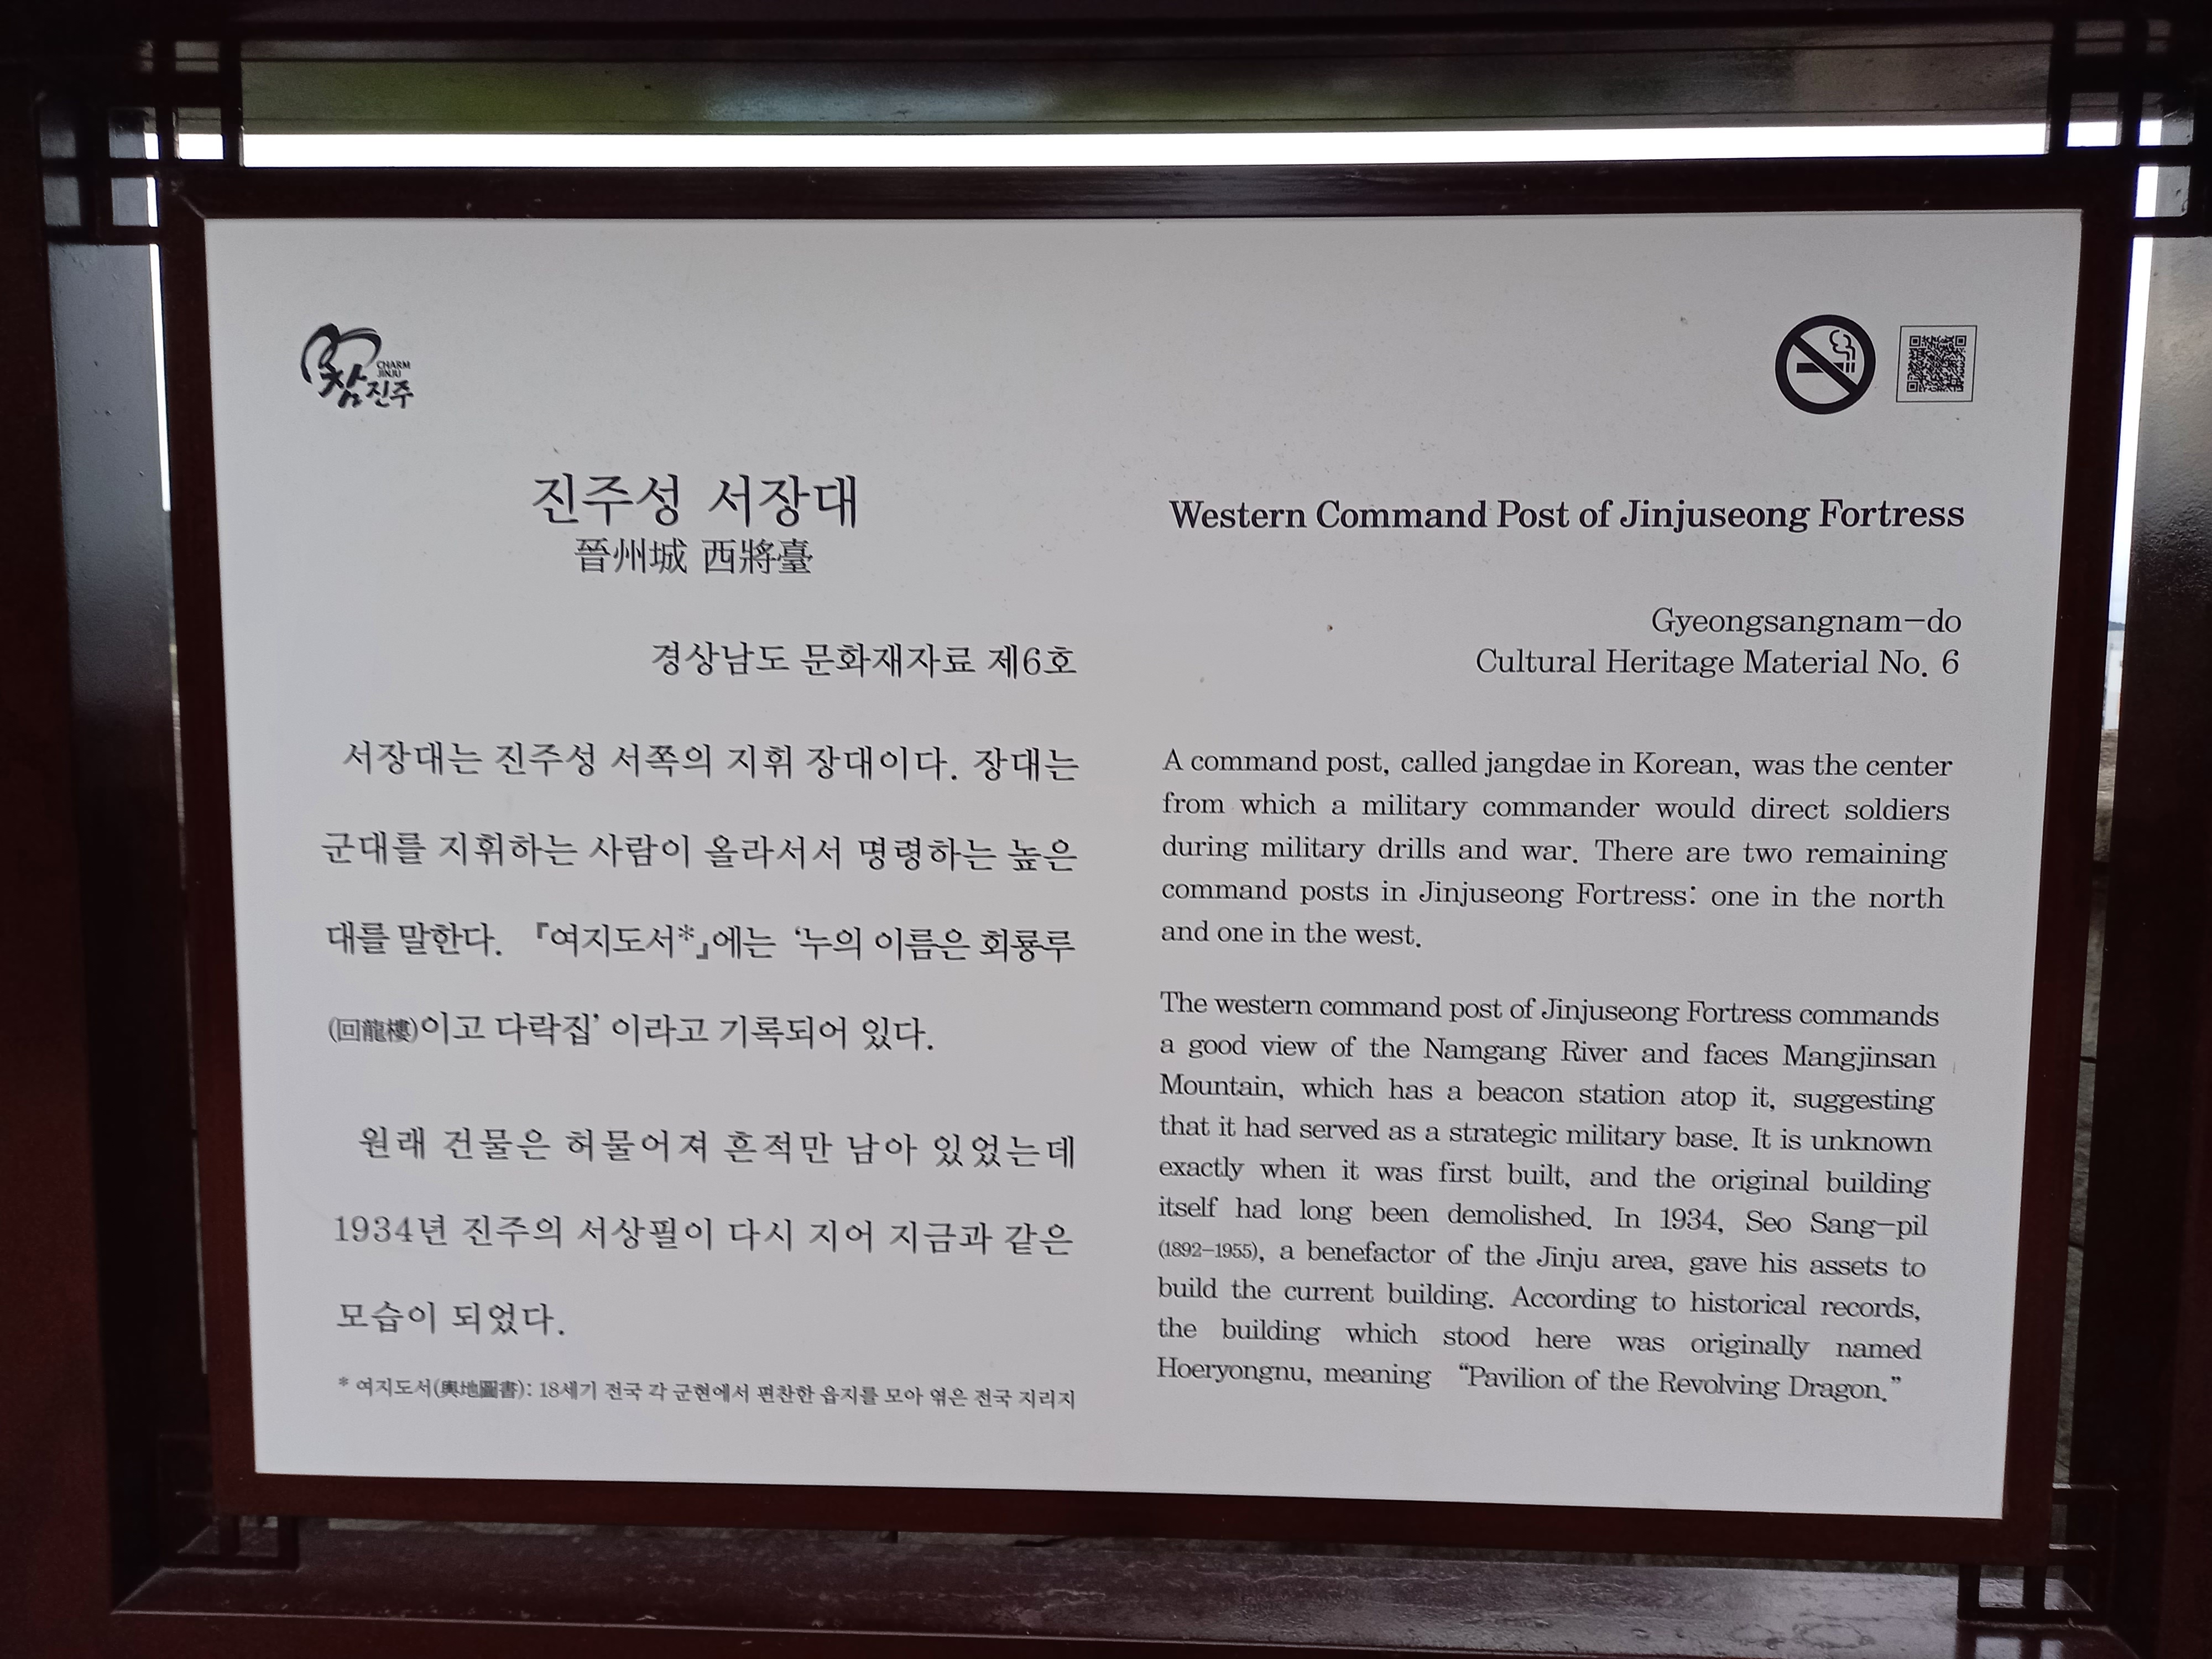 참진주
CHARM
JINJU
진주성 서장대
晉州城 西將臺
경상남도 문화재자료 제6호
서장대는 진주성 서쪽의 지휘 장대이다. 장대는
군대를 지휘하는 사람이 올라서서 명령하는 높은
대를 말한다. 『여지도서*』에는 ‘누의 이름은 회룡루
(回龍樓)이고 다락집’ 이라고 기록되어 있다.
원래 건물은 허물어져 흔적만 남아 있었는데
1934년 진주의 서상필이 다시 지어 지금과 같은
모습이 되었다.
* 여지도서(輿地圖書): 18세기 전국 각 군현에서 편찬한 읍지를 모아 엮은 전국 지리지
Western Command Post of Jinjuseong Fortress
Gyeongsangnam-do
Cultural Heritage Material No. 6
A command post, called jangdae in Korean, was the center
from which a military commander would direct soldiers
during military drills and war. There are two remaining
command posts in Jinjuseong Fortress: one in the north
and one in the west.
The western command post of Jinjuseong Fortress commands
a good view of the Namgang River and faces Mangjinsan
Mountain, which has a beacon station atop it, suggesting
that it had served as a strategic military base. It is unknown
exactly when it was first built, and the original building
itself had long been demolished. In 1934, Seo Sang-pil
(1892-1955), a benefactor of the Jinju area, gave his assets to
build the current building. According to historical records,
the building which stood here was originally named
Hoeryongnu, meaning “Pavilion of the Revolving Dragon.”